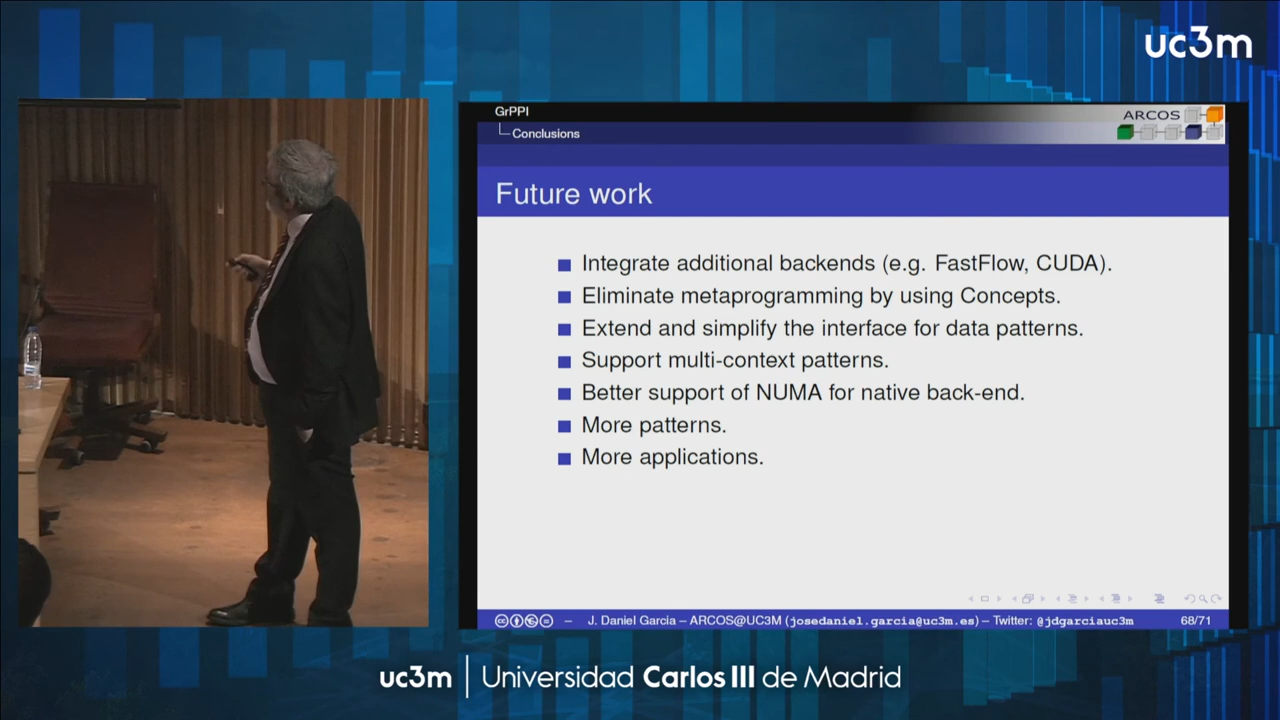 uc3m
GrPPI
Conclusions
ARCOS
Future work
Integrate additional backends (e.g. FastFlow, CUDA).
Eliminate metaprogramming by using Concepts.
Extend and simplify the interface for data patterns.
Support multi-context patterns.
Better support of NUMA for native back-end.
More patterns.
More applications.
– J. Daniel Garcia – ARCOS@UC3M (josedaniel.garcia@uc3m.es) – Twitter: @jdgarciauc3m 68/71
uc3m | Universidad Carlos III de Madrid